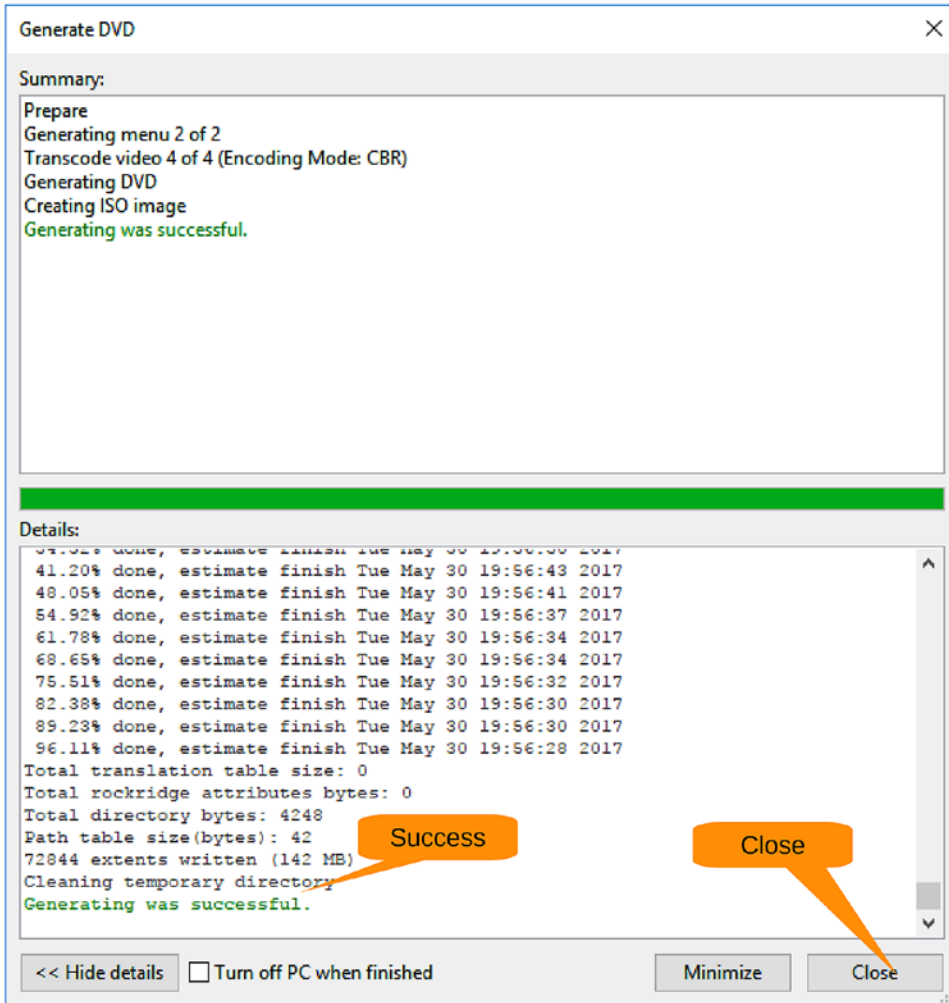 Generate DVD
Summary:
Prepare
Generating menu 2 of 2
Transcode video 4 of 4 (Encoding Mode: CBR)
Generating DVD
Creating ISO image
Generating was successful.
Details:
41.20% done, estimate finish Tue May 30 19:56:43 2017
48.05% done, estimate finish Tue May 30 19:56:41 2017
54.92% done, estimate finish Tue May 30 19:56:37 2017
61.78% done, estimate finish Tue May 30 19:56:34 2017
68.65% done, estimate finish Tue May 30 19:56:34 2017
75.51% done, estimate finish Tue May 30 19:56:32 2017
82.38% done, estimate finish Tue May 30 19:56:30 2017
89.23% done, estimate finish Tue May 30 19:56:30 2017
96.11% done, estimate finish Tue May 30 19:56:28 2017
Total translation table size: 0
Total rockridge attributes bytes: 0
Total directory bytes: 4248
Path table size(bytes): 42
72844 extents written (142 MB)
Cleaning temporary directory
Generating was successful.
Success
Close
<< Hide details
Turn off PC when finished
Minimize
Close